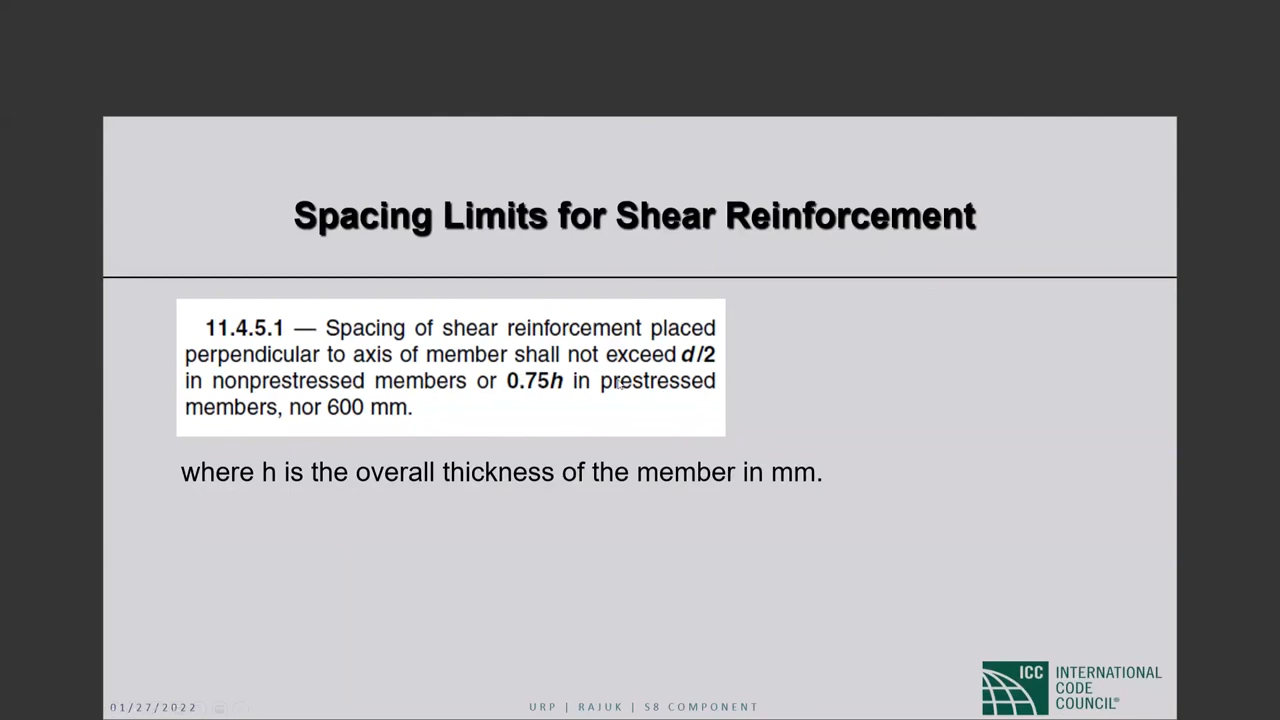 Spacing Limits for Shear Reinforcement
11.4.5.1 — Spacing of shear reinforcement placed
perpendicular to axis of member shall not exceed d/2
in nonprestressed members or 0.75h in prestressed
members, nor 600 mm.
where h is the overall thickness of the member in mm.
ICC INTERNATIONAL
CODE
COUNCIL®
01/27/2022
URP | RAJUK | S8 COMPONENT